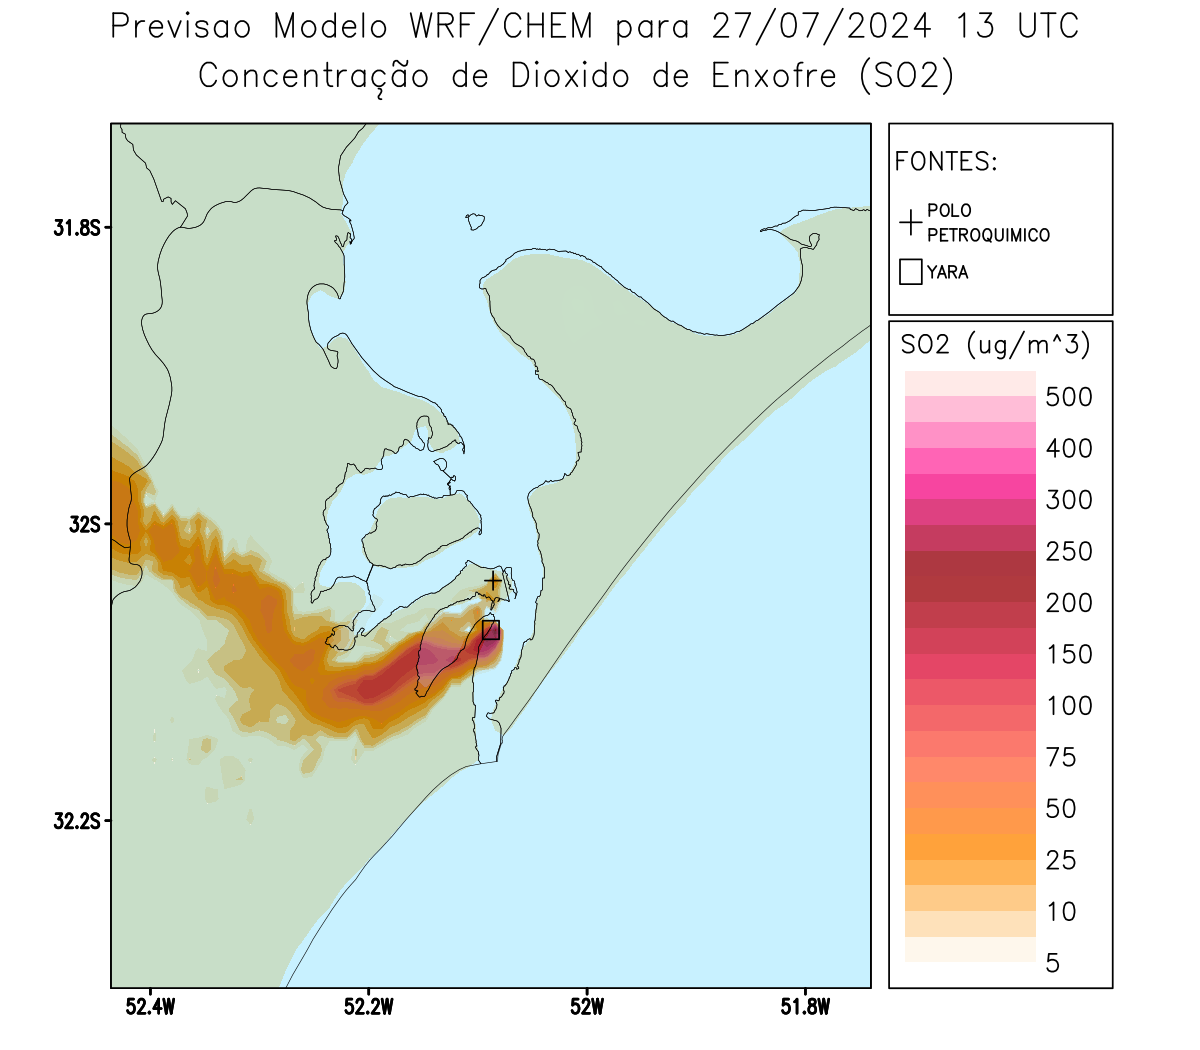 Previsao Modelo WRF/CHEM para 27/07/2024 13 UTC
Concentração de Dioxido de Enxofre (SO2)
FONTES:
POLO
PETROQUIMICO
YARA
SO2 (ug/m^3)
500
400
300
250
200
150
100
75
50
25
10
5
31.8S
32S
32.2S
52.4W
52.2W
52W
51.8W